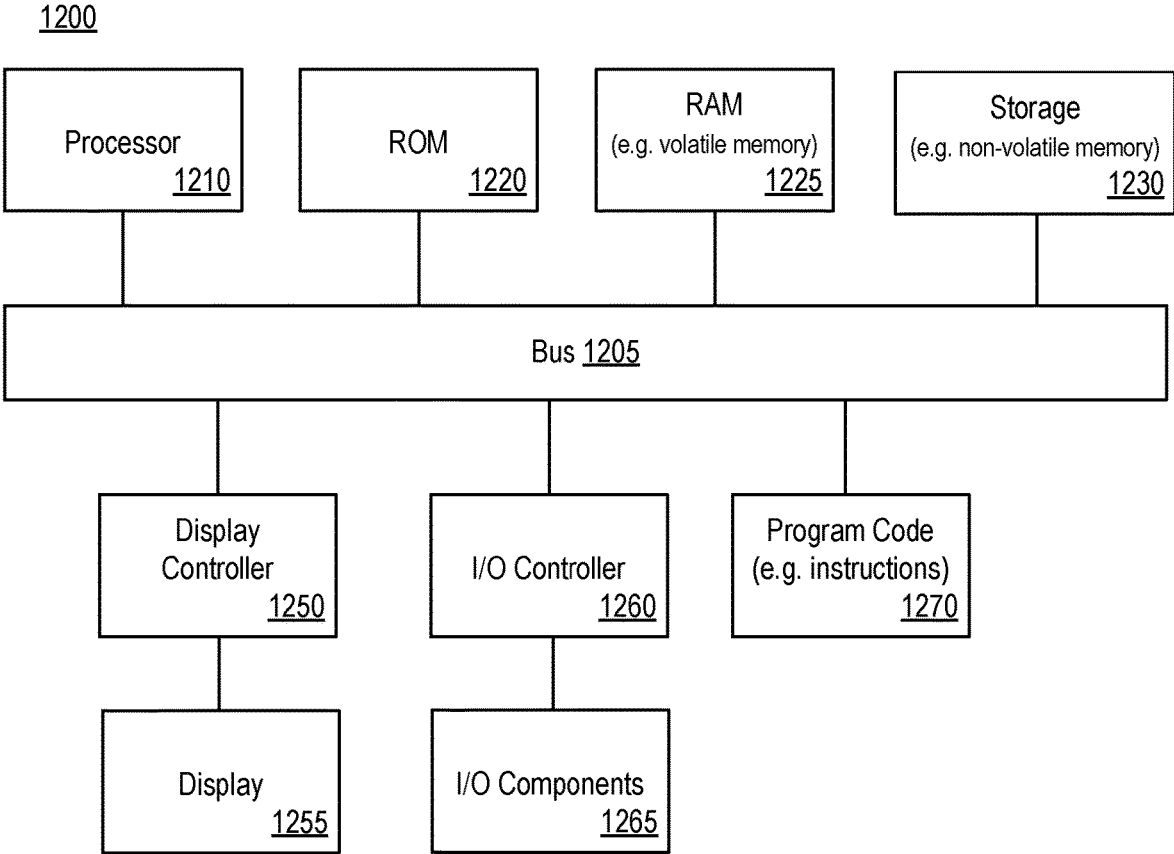 1200
Processor
1210
ROM
1220
RAM
(e.g. volatile memory)
1225
Storage
(e.g. non-volatile memory)
1230
Bus 1205
Display
Controller
1250
I/O Controller
1260
Program Code
(e.g. instructions)
1270
Display
1255
I/O Components
1265